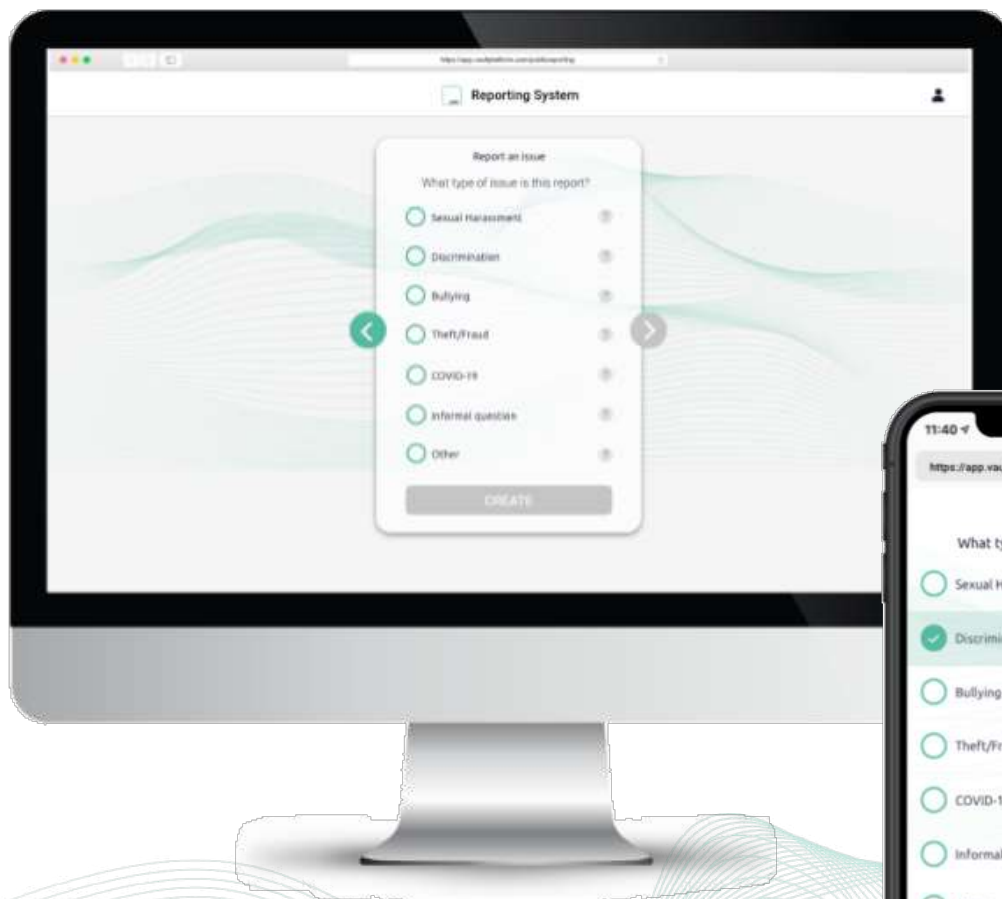 Reporting System
Report an issue
What type of issue is this report?
Sexual Harassment
Discrimination
Bullying
Theft/Fraud
COVID-19
Informal question
Other
CREATE
11:40
https://app.vau
What ty
Sexual H
Discrimi
Bullying
Theft/Fr
COVID-1
Informal